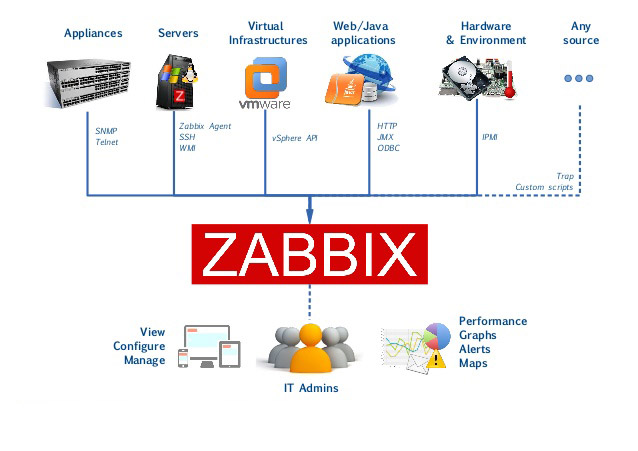 Appliances
Servers
Virtual
Infrastructures
Web/Java
applications
Hardware
& Environment
Any
source
vmware
Z
SNMP
Telnet
Zabbix Agent
SSH
WMI
vSphere API
HTTP
JMX
ODBC
IPMI
Trap
Custom scripts
ZABBIX
View
Configure
Manage
IT Admins
Performance
Graphs
Alerts
Maps